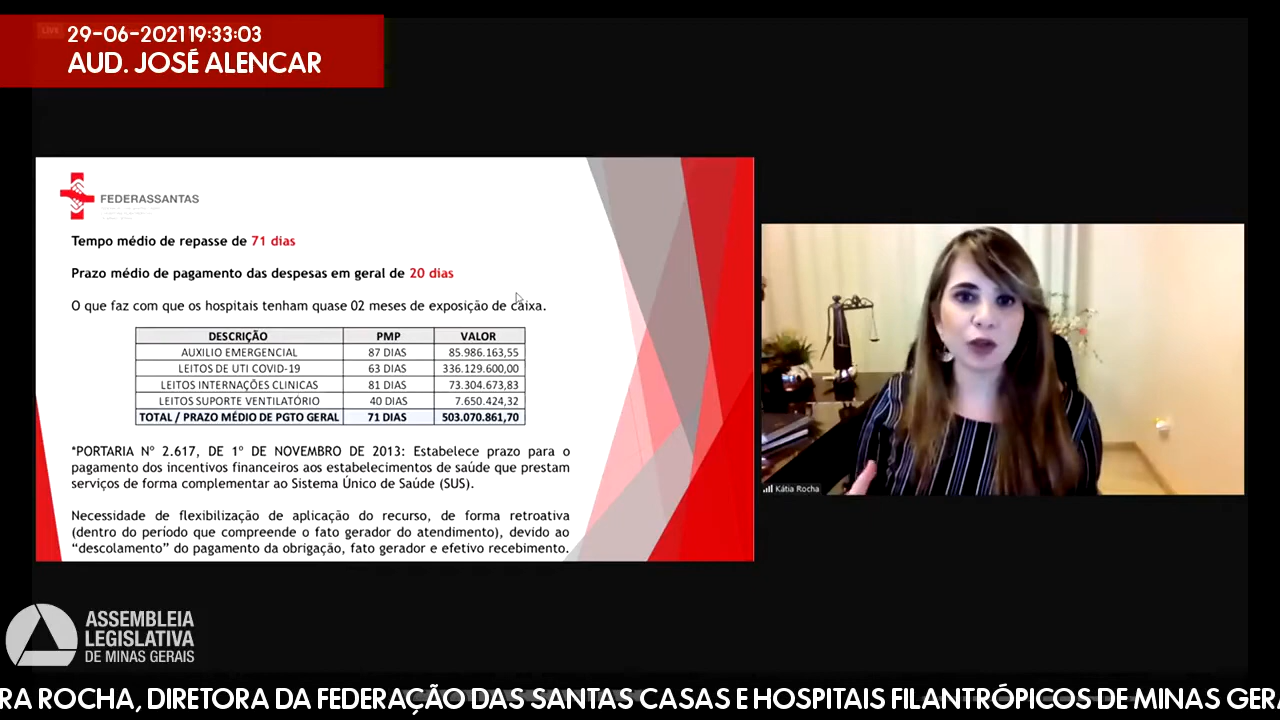 LIVE
29-06-2021 19:33:03
AUD. JOSÉ ALENCAR
FEDERASSANTAS
Tempo médio de repasse de 71 dias
Prazo médio de pagamento das despesas em geral de 20 dias
O que faz com que os hospitais tenham quase 02 meses de exposição de caixa.
DESCRIÇÃO PMP VALOR
AUXILIO EMERGENCIAL 87 DIAS 85.986.163,55
LEITOS DE UTI COVID-19 63 DIAS 336.129.600,00
LEITOS INTERNAÇÕES CLINICAS 81 DIAS 73.304.673,83
LEITOS SUPORTE VENTILATÓRIO 40 DIAS 7.650.424,32
TOTAL / PRAZO MÉDIO DE PGTO GERAL 71 DIAS 503.070.861,70
*PORTARIA Nº 2.617, DE 1º DE NOVEMBRO DE 2013: Estabelece prazo para o
pagamento dos incentivos financeiros aos estabelecimentos de saúde que prestam
serviços de forma complementar ao Sistema Único de Saúde (SUS).
Necessidade de flexibilização de aplicação do recurso, de forma retroativa
(dentro do período que compreende o fato gerador do atendimento), devido ao
“descolamento” do pagamento da obrigação, fato gerador e efetivo recebimento.
Kátia Rocha
ASSEMBLEIA
LEGISLATIVA
DE MINAS GERAIS
RA ROCHA, DIRETORA DA FEDERAÇÃO DAS SANTAS CASAS E HOSPITAIS FILANTRÓPICOS DE MINAS GERA